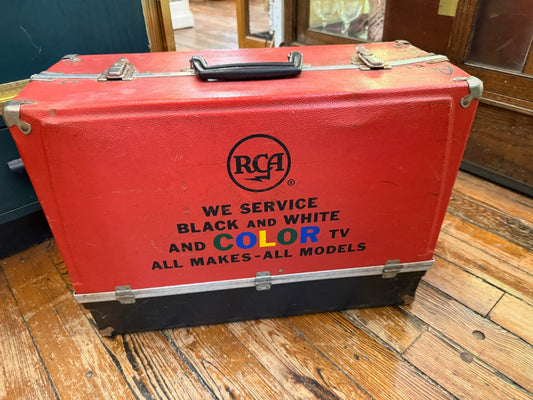 RCA
®
WE SERVICE
BLACK AND WHITE
AND COLOR TV
ALL MAKES-ALL MODELS